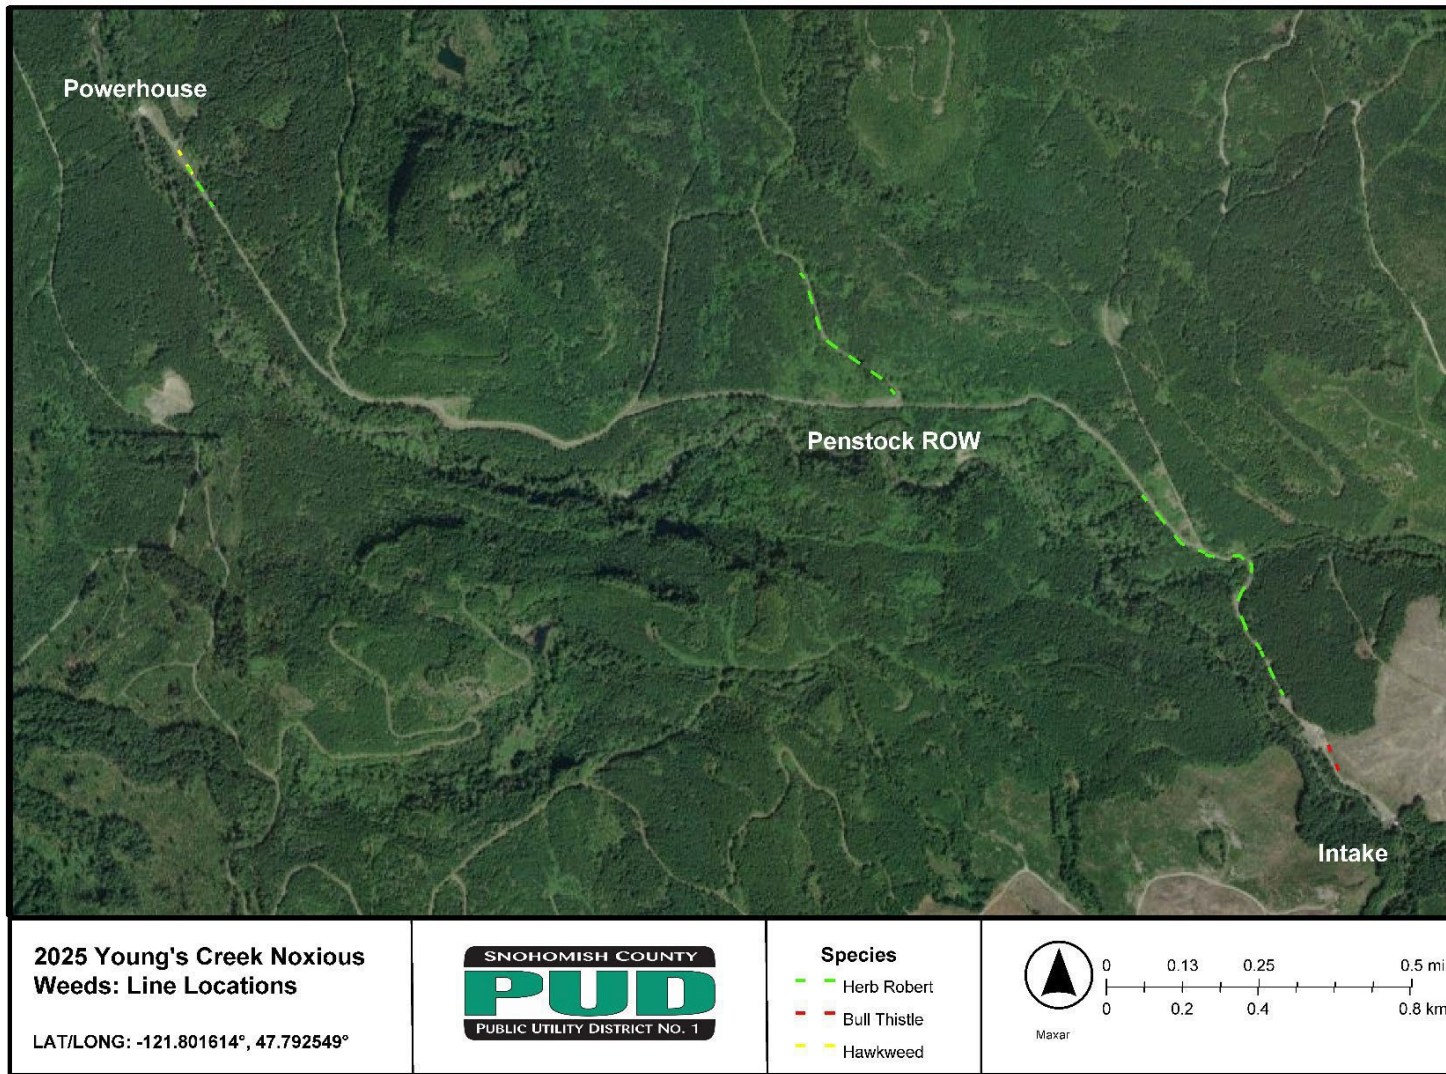 Powerhouse
Penstock ROW
Intake
2025 Young's Creek Noxious
Weeds: Line Locations
LAT/LONG: -121.801614°, 47.792549°
SNOHOMISH COUNTY
PUD
PUBLIC UTILITY DISTRICT NO. 1
Species
Herb Robert
Bull Thistle
Hawkweed
Maxar
0 0.13 0.25 0.5 mi
0 0.2 0.4 0.8 km